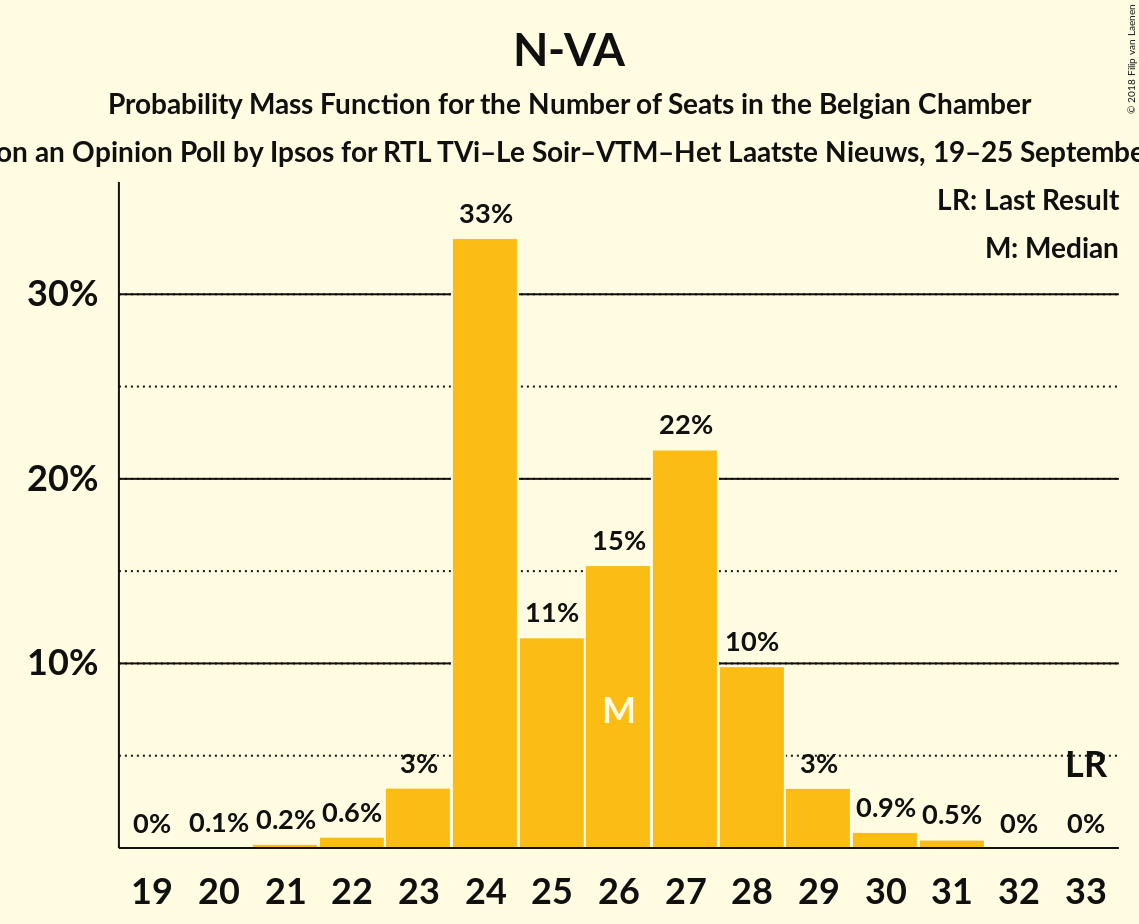 N-VA
Probability Mass Function for the Number of Seats in the Belgian Chamber
on an Opinion Poll by Ipsos for RTL TVi–Le Soir–VTM–Het Laatste Nieuws, 19–25 Septembe
© 2018 Filip van Laenen
LR: Last Result
M: Median
33%
30%
22%
20%
15%
11%
10%
10%
M
3%
3%
LR
0% 0.1% 0.2% 0.6% 0.9% 0.5% 0% 0%
19 20 21 22 23 24 25 26 27 28 29 30 31 32 33